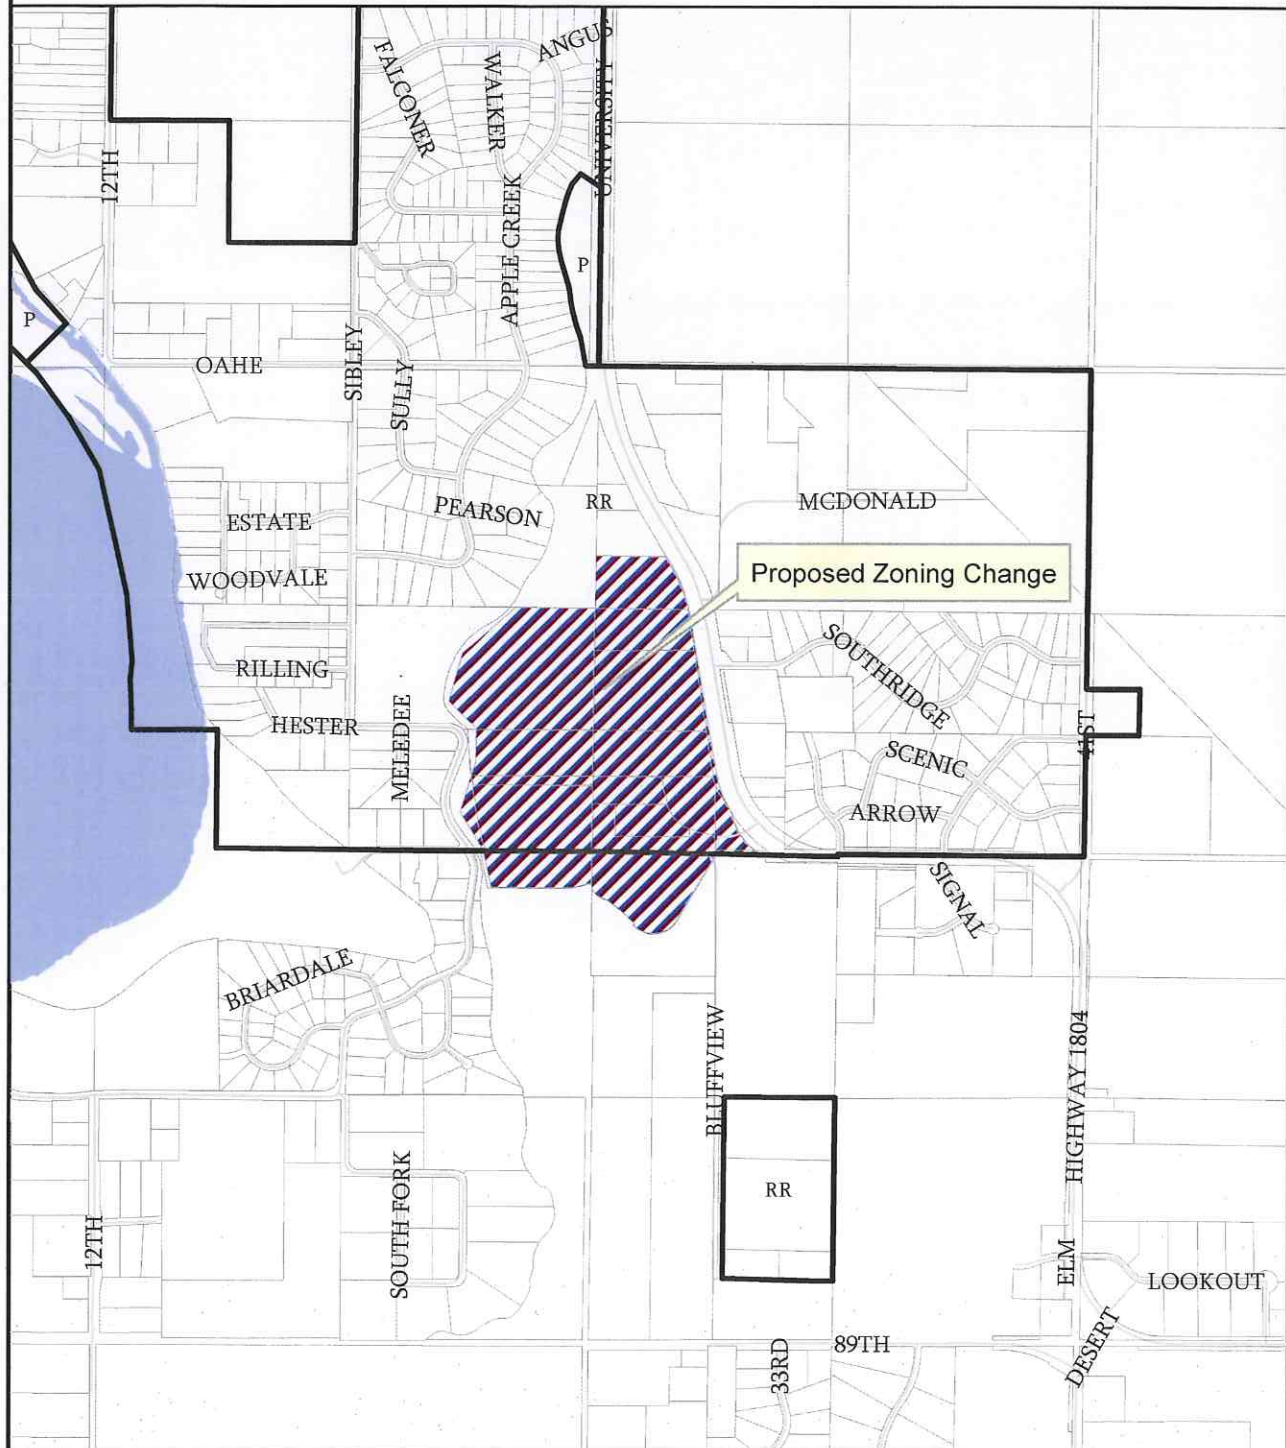 FALCONER
WALKER
ANGUS
UNIVERSITY
12TH
APPLE CREEK
P
P
OAHE
SIBLEY
SULLY
PEARSON
RR
MCDONALD
ESTATE
WOODVALE
Proposed Zoning Change
RILLING
HESTER
MELEDEE
SOUTHRIDGE
41ST
SCENIC
ARROW
SIGNAL
BRIARDALE
BLUFFVIEW
HIGHWAY 1804
RR
SOUTH FORK
12TH
ELM
LOOKOUT
33RD
89TH
DESERT